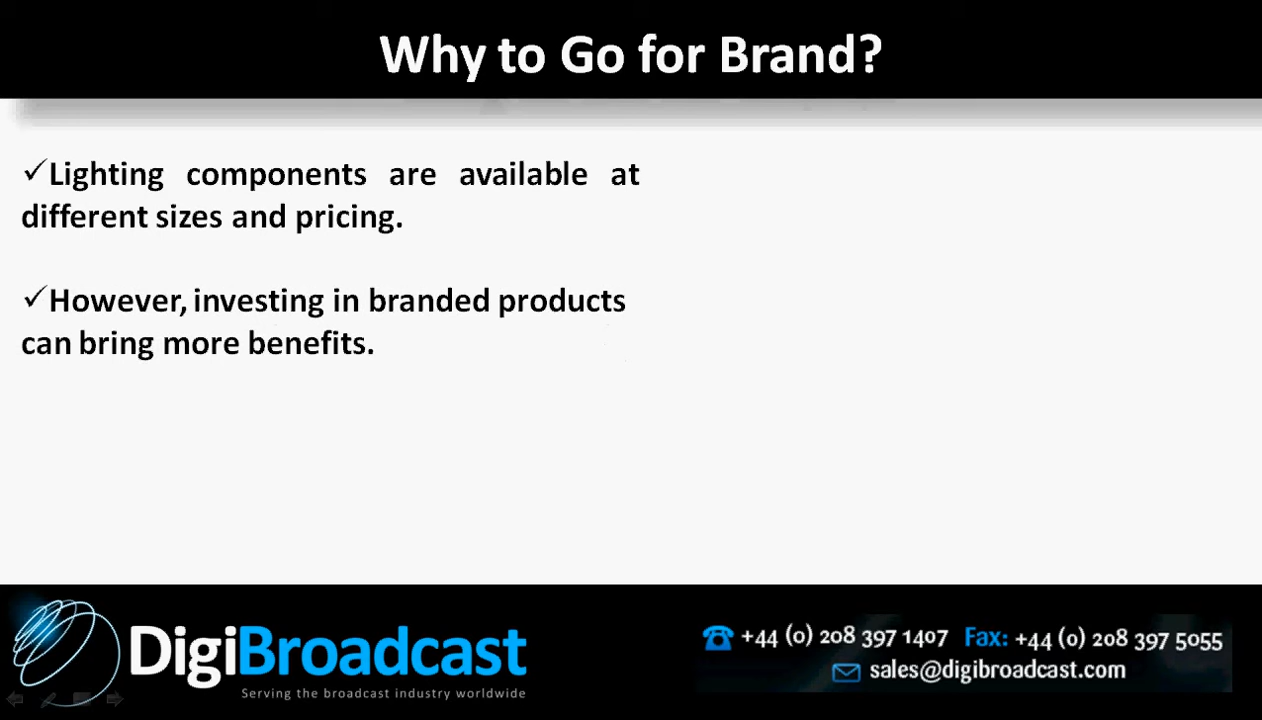 Why to Go for Brand?
✓Lighting components are available at
different sizes and pricing.
✓However, investing in branded products
can bring more benefits.
DigiBroadcast
Serving the broadcast industry worldwide
+44 (0) 208 397 1407 Fax: +44 (0) 208 397 5055
sales@digibroadcast.com